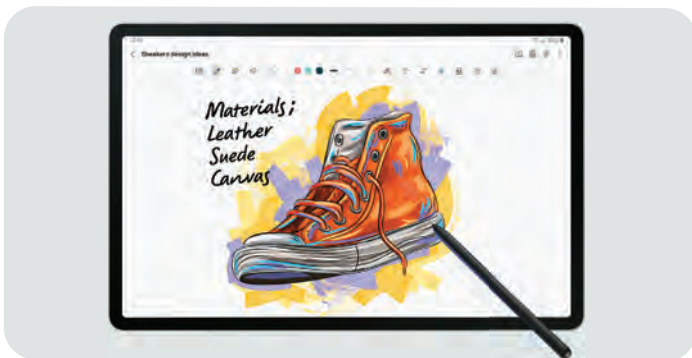 Sneakers design ideas
Materials;
Leather
Suede
Canvas